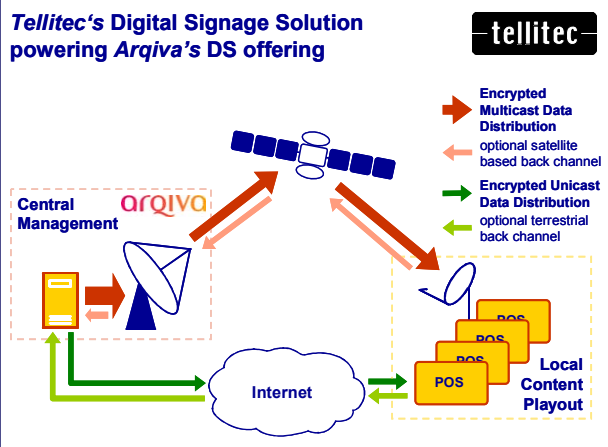 Tellitec‘s Digital Signage Solution
powering Arqiva’s DS offering
tellitec
Encrypted
Multicast Data
Distribution
optional satellite
based back channel
Encrypted Unicast
Data Distribution
optional terrestrial
back channel
Central
Management
arqiva
POS
POS
POS
POS
Internet
Local
Content
Playout